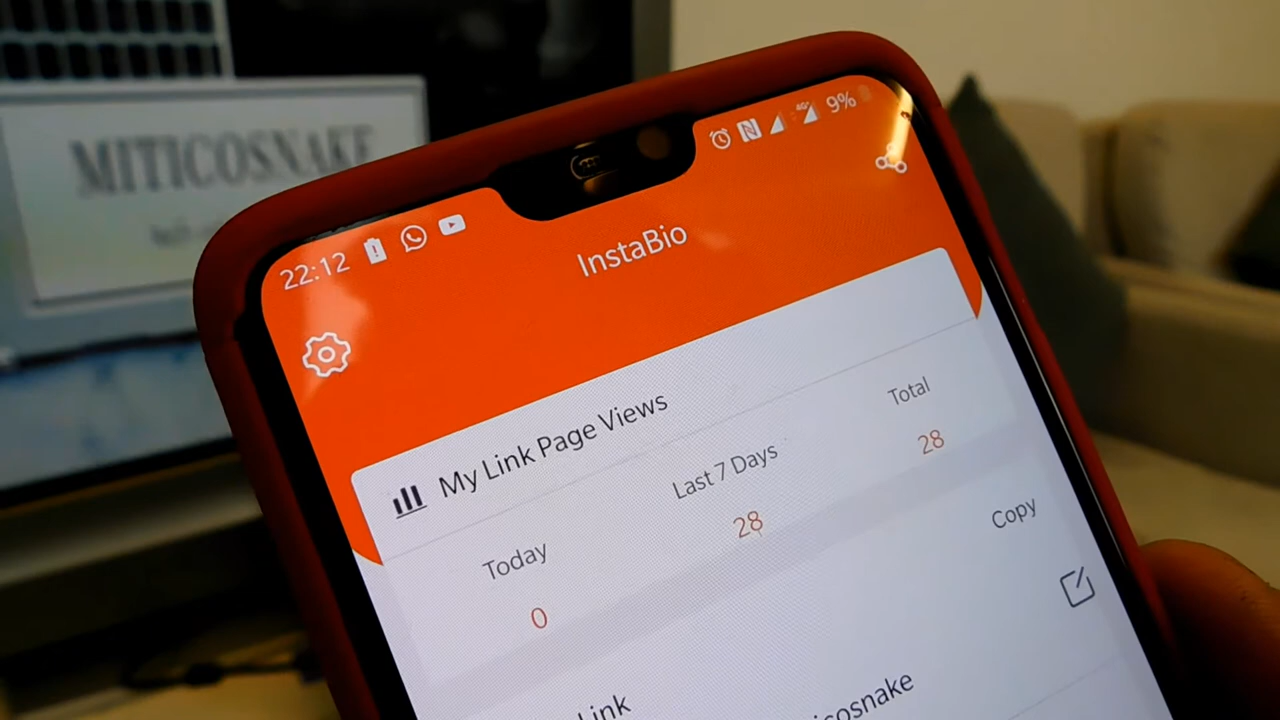 MITICOSNAKE
22:12
4G+ 9%
InstaBio
My Link Page Views
Today
Last 7 Days
Total
0
28
28
Copy
Link
icosnake